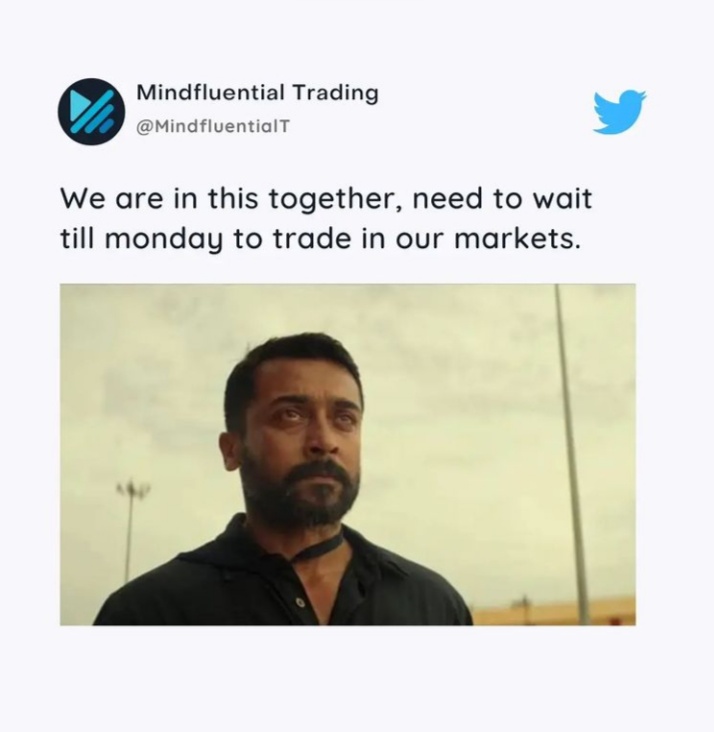 Mindfluential Trading
@MindfluentialT
We are in this together, need to wait
till monday to trade in our markets.